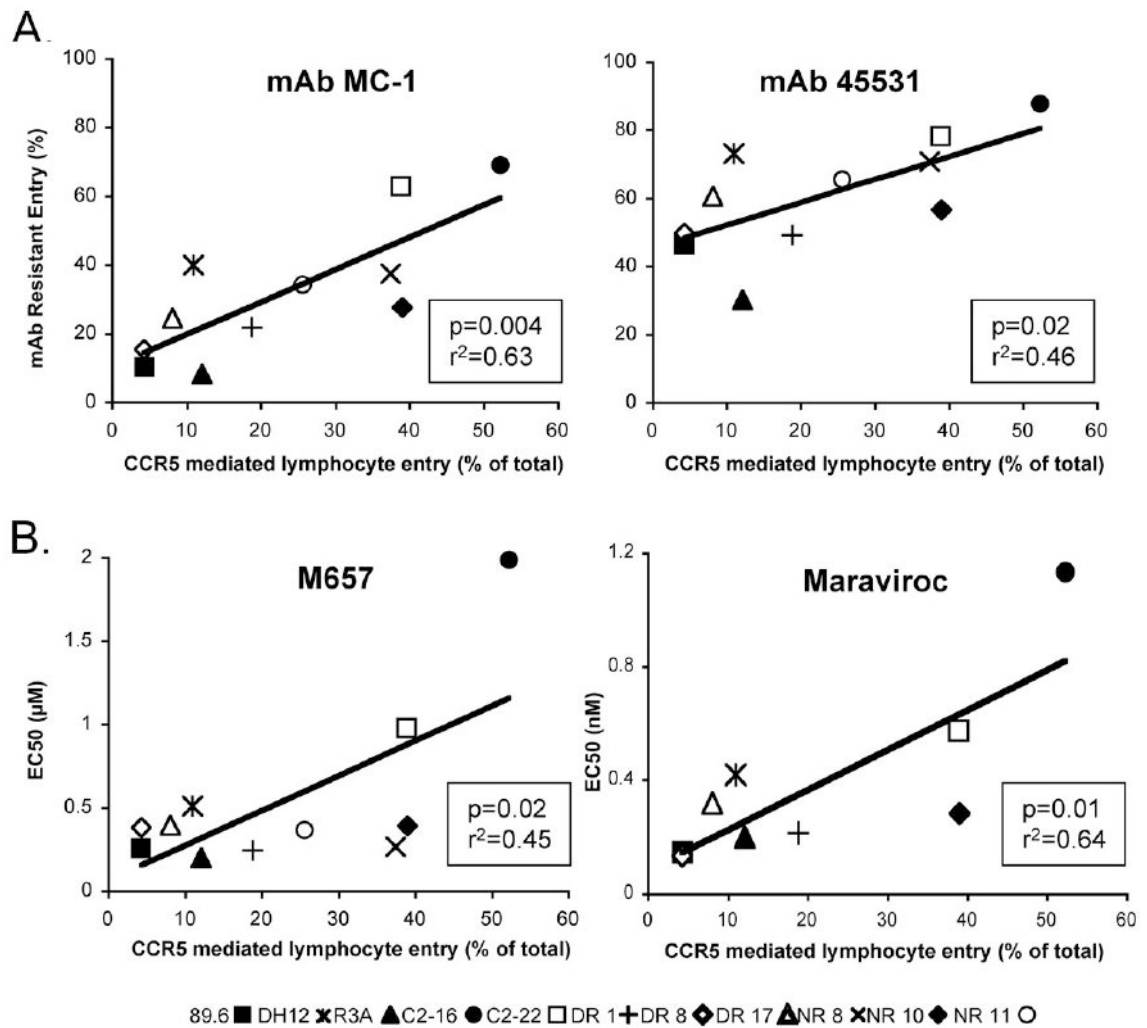 A.
mAb MC-1
mAb Resistant Entry (%)
100
80
60
40
20
0
0 10 20 30 40 50 60
p=0.004
r²=0.63
CCR5 mediated lymphocyte entry (% of total)
mAb 45531
100
80
60
40
20
0
0 10 20 30 40 50 60
p=0.02
r²=0.46
CCR5 mediated lymphocyte entry (% of total)
B.
M657
EC50 (µM)
2
1.5
1
0.5
0
0 10 20 30 40 50 60
p=0.02
r²=0.45
CCR5 mediated lymphocyte entry (% of total)
Maraviroc
EC50 (nM)
1.2
0.8
0.4
0
0 10 20 30 40 50 60
p=0.01
r²=0.64
CCR5 mediated lymphocyte entry (% of total)
89.6 DH12 R3A C2-16 C2-22 DR 1 DR 8 DR 17 NR 8 NR 10 NR 11